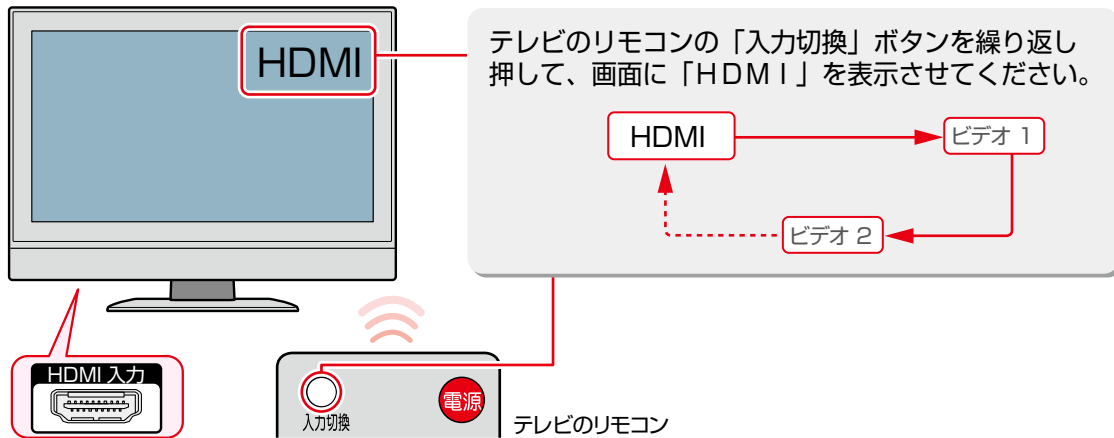 HDMI
テレビのリモコンの「入力切換」ボタンを繰り返し
押して、画面に「HDMI」を表示させてください。
HDMI
ビデオ 1
ビデオ 2
HDMI 入力
入力切換
電源
テレビのリモコン